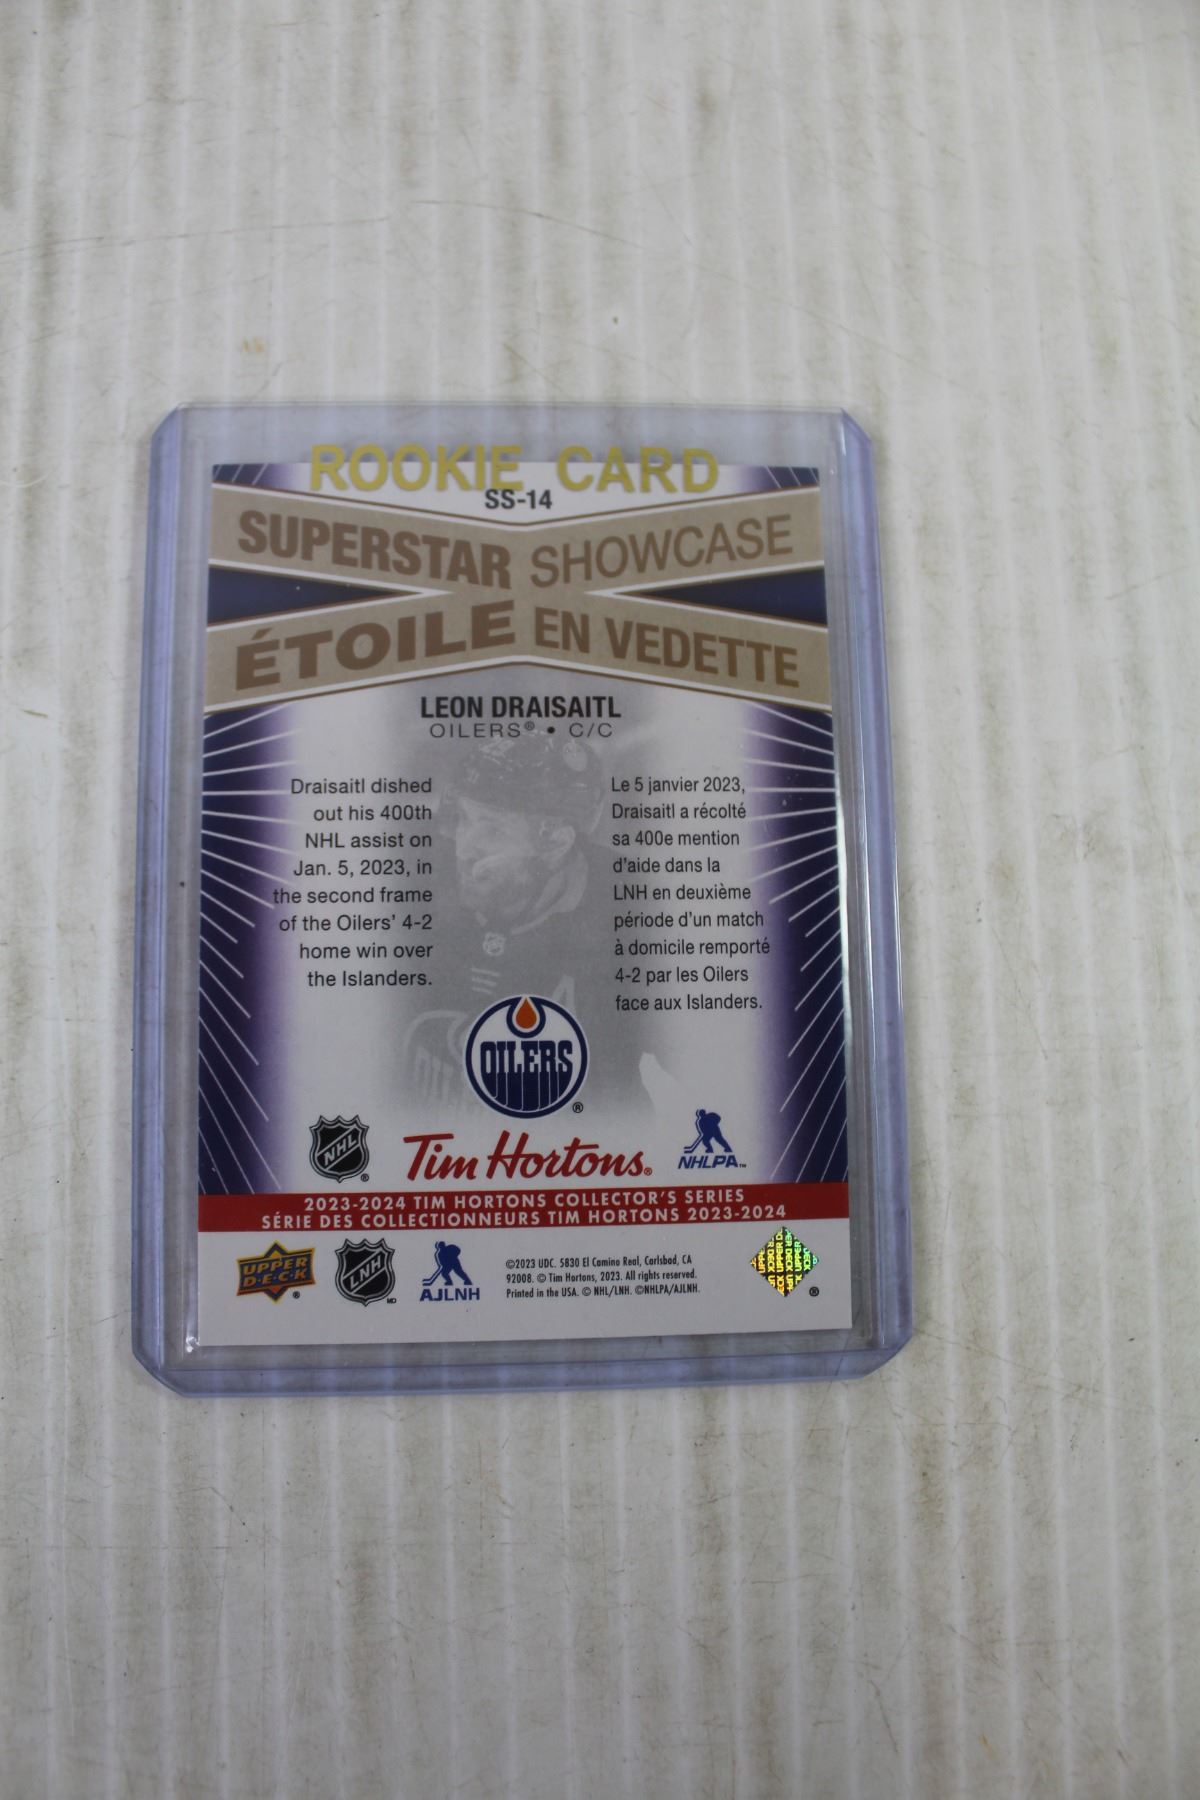 ROOKIE CARD
SS-14
SUPERSTAR SHOWCASE
ÉTOILE EN VEDETTE
LEON DRAISAITL
OILERS® • C/C
Draisaitl dished
out his 400th
NHL assist on
Jan. 5, 2023, in
the second frame
of the Oilers' 4-2
home win over
the Islanders.
Le 5 janvier 2023,
Draisaitl a récolté
sa 400e mention
d'aide dans la
LNH en deuxième
période d'un match
à domicile remporté
4-2 par les Oilers
face aux Islanders.
OILERS ®
NHL ® Tim Hortons® NHLPA™
2023-2024 TIM HORTONS COLLECTOR'S SERIES
SÉRIE DES COLLECTIONNEURS TIM HORTONS 2023-2024
UPPER
D·E·C·K ®
LNH MD
AJLNH
©2023 UDC. 5830 El Camino Real, Carlsbad, CA
92008. © Tim Hortons, 2023. All rights reserved.
Printed in the USA. © NHL/LNH. ©NHLPA/AJLNH.
®